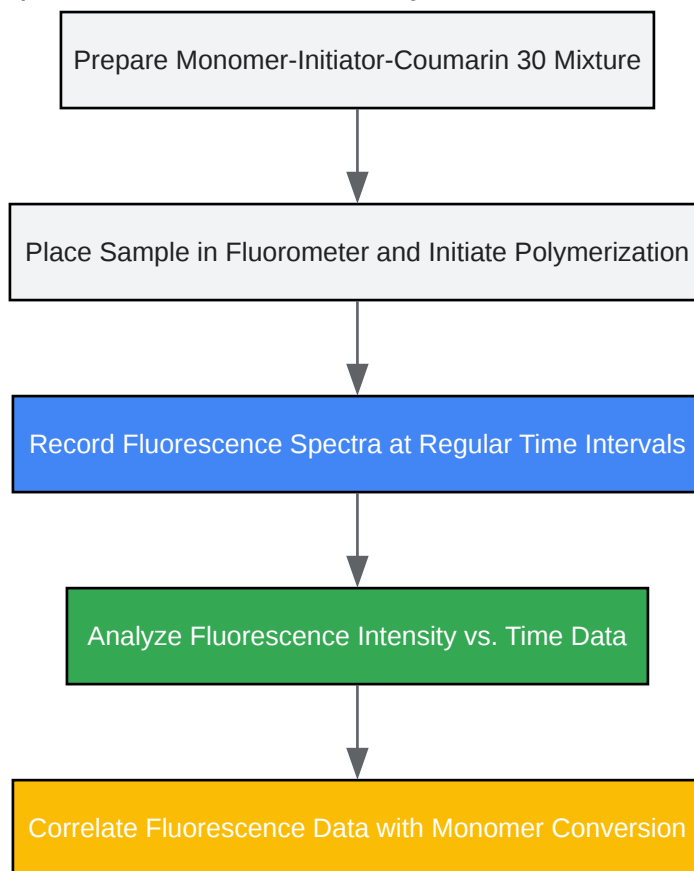 Prepare Monomer-Initiator-Coumarin 30 Mixture
Place Sample in Fluorometer and Initiate Polymerization
Record Fluorescence Spectra at Regular Time Intervals
Analyze Fluorescence Intensity vs. Time Data
Correlate Fluorescence Data with Monomer Conversion